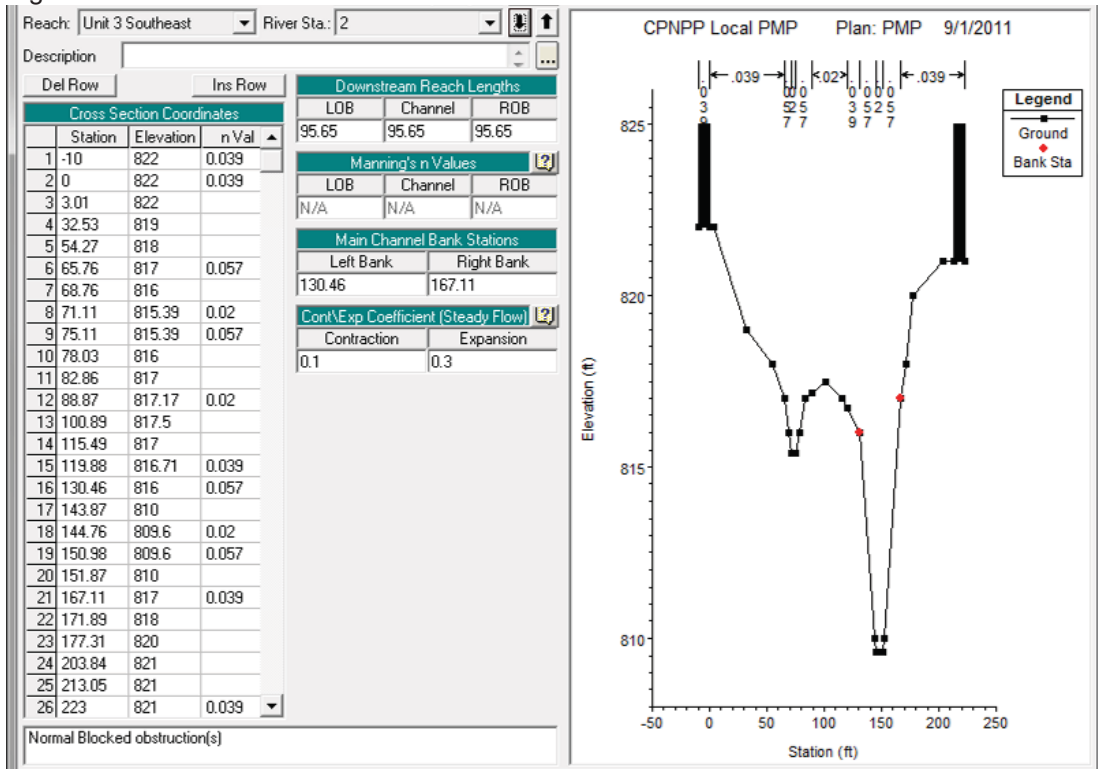 Reach: Unit 3 Southeast River Sta.: 2
Description ...
Del Row Ins Row
Cross Section Coordinates
Station Elevation n Val
1 -10 822 0.039
2 0 822 0.039
3 3.01 822
4 32.53 819
5 54.27 818
6 65.76 817 0.057
7 68.76 816
8 71.11 815.39 0.02
9 75.11 815.39 0.057
10 78.03 816
11 82.86 817
12 88.87 817.17 0.02
13 100.89 817.5
14 115.49 817
15 119.88 816.71 0.039
16 130.46 816 0.057
17 143.87 810
18 144.76 809.6 0.02
19 150.98 809.6 0.057
20 151.87 810
21 167.11 817 0.039
22 171.89 818
23 177.31 820
24 203.84 821
25 213.05 821
26 223 821 0.039
Downstream Reach Lengths
LOB Channel ROB
95.65 95.65 95.65
Manning's n Values
LOB Channel ROB
N/A N/A N/A
Main Channel Bank Stations
Left Bank Right Bank
130.46 167.11
Cont\Exp Coefficient (Steady Flow)
Contraction Expansion
0.1 0.3
Normal Blocked obstruction(s)
CPNPP Local PMP Plan: PMP 9/1/2011
.039 .02 .039
Legend
Ground
Bank Sta
Elevation (ft)
825
820
815
810
-50 0 50 100 150 200 250
Station (ft)